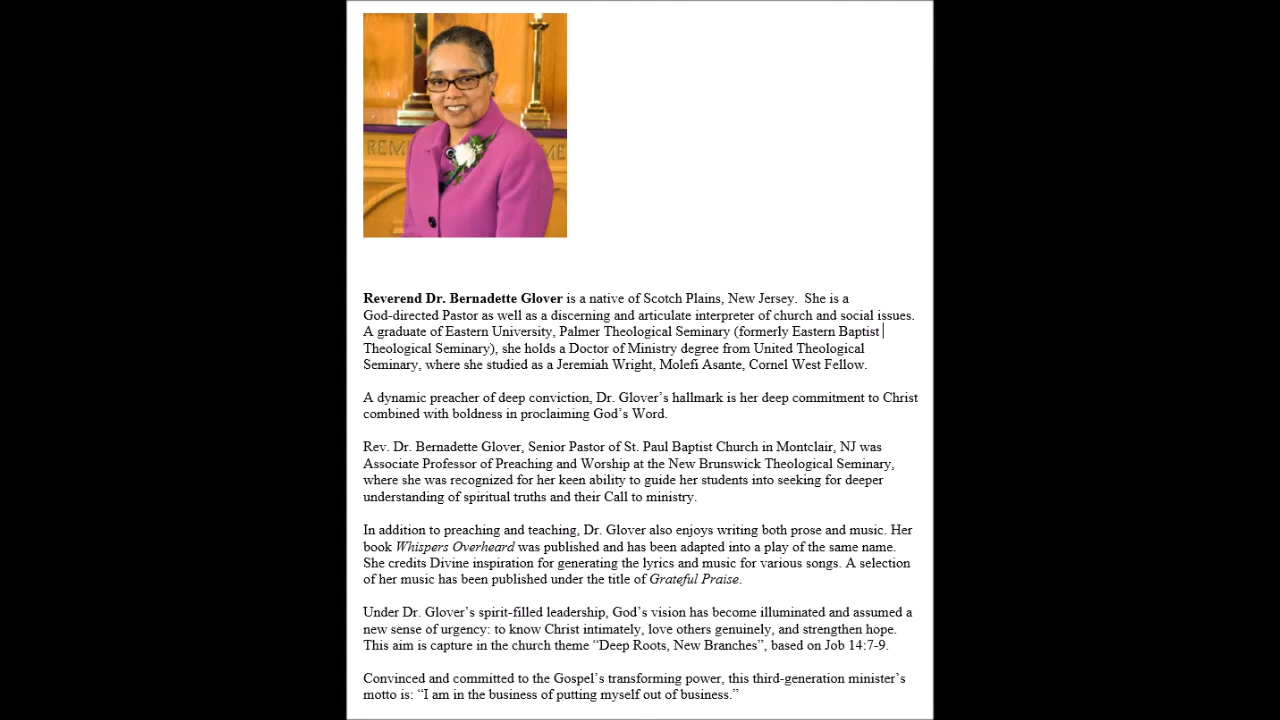 REM
ME
Reverend Dr. Bernadette Glover is a native of Scotch Plains, New Jersey.  She is a
God-directed Pastor as well as a discerning and articulate interpreter of church and social issues.
A graduate of Eastern University, Palmer Theological Seminary (formerly Eastern Baptist
Theological Seminary), she holds a Doctor of Ministry degree from United Theological
Seminary, where she studied as a Jeremiah Wright, Molefi Asante, Cornel West Fellow.
A dynamic preacher of deep conviction, Dr. Glover’s hallmark is her deep commitment to Christ
combined with boldness in proclaiming God’s Word.
Rev. Dr. Bernadette Glover, Senior Pastor of St. Paul Baptist Church in Montclair, NJ was
Associate Professor of Preaching and Worship at the New Brunswick Theological Seminary,
where she was recognized for her keen ability to guide her students into seeking for deeper
understanding of spiritual truths and their Call to ministry.
In addition to preaching and teaching, Dr. Glover also enjoys writing both prose and music. Her
book Whispers Overheard was published and has been adapted into a play of the same name.
She credits Divine inspiration for generating the lyrics and music for various songs. A selection
of her music has been published under the title of Grateful Praise.
Under Dr. Glover’s spirit-filled leadership, God’s vision has become illuminated and assumed a
new sense of urgency: to know Christ intimately, love others genuinely, and strengthen hope.
This aim is capture in the church theme “Deep Roots, New Branches”, based on Job 14:7-9.
Convinced and committed to the Gospel’s transforming power, this third-generation minister’s
motto is: “I am in the business of putting myself out of business.”